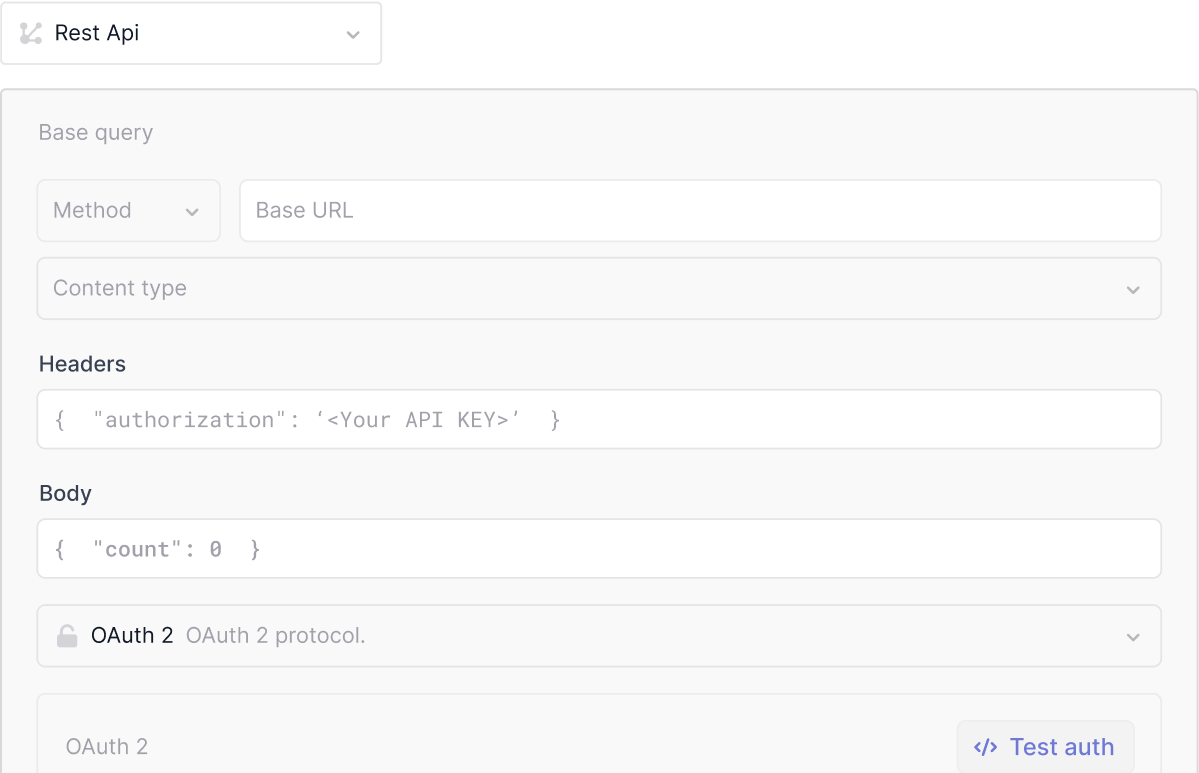 Rest Api
Base query
Method
Base URL
Content type
Headers
{  "authorization": ‘<Your API KEY>’  }
Body
{  "count": 0  }
OAuth 2 OAuth 2 protocol.
OAuth 2
</> Test auth